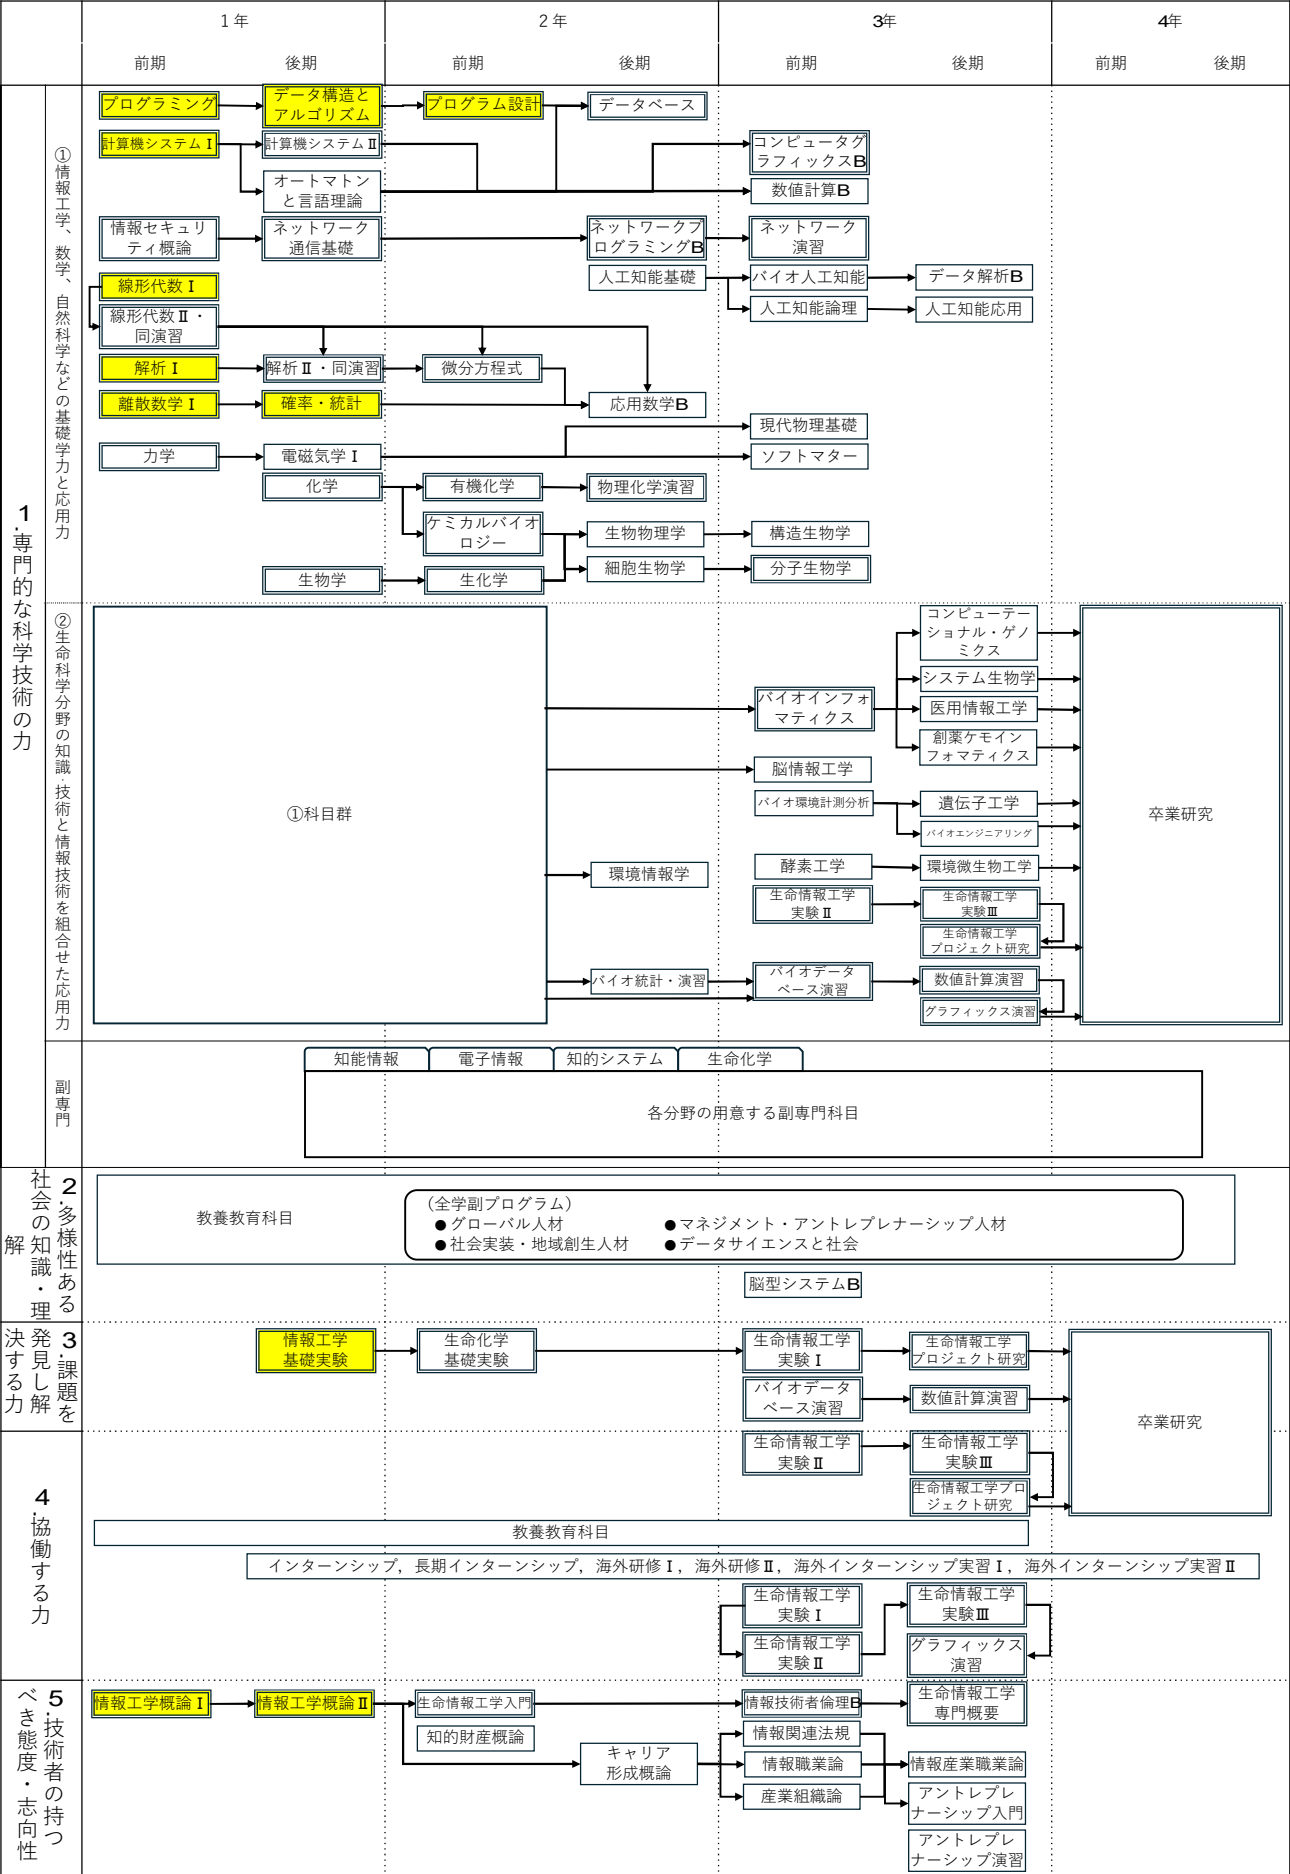 1年
2年
3年
4年
前期
後期
前期
後期
前期
後期
前期
後期
1.専門的な科学技術の力
①情報工学、数学、自然科学などの基礎学力と応用力
プログラミング
データ構造と
アルゴリズム
プログラム設計
データベース
計算機システムⅠ
計算機システムⅡ
コンピュータグ
ラフィックスB
オートマトン
と言語理論
数値計算B
情報セキュリ
ティ概論
ネットワーク
通信基礎
ネットワークプ
ログラミングB
ネットワーク
演習
人工知能基礎
バイオ人工知能
データ解析B
線形代数Ⅰ
人工知能論理
人工知能応用
線形代数Ⅱ・
同演習
解析Ⅰ
解析Ⅱ・同演習
微分方程式
離散数学Ⅰ
確率・統計
応用数学B
現代物理基礎
力学
電磁気学Ⅰ
ソフトマター
化学
有機化学
物理化学演習
ケミカルバイオ
ロジー
生物物理学
構造生物学
生物学
生化学
細胞生物学
分子生物学
②生命科学分野の知識・技術と情報技術を組合せた応用力
①科目群
コンピューテー
ショナル・ゲノ
ミクス
システム生物学
バイオインフォ
マティクス
医用情報工学
創薬ケモイン
フォマティクス
脳情報工学
バイオ環境計測分析
遺伝子工学
バイオエンジニアリング
卒業研究
環境情報学
酵素工学
環境微生物工学
生命情報工学
実験Ⅱ
生命情報工学
実験Ⅲ
生命情報工学
プロジェクト研究
バイオ統計・演習
バイオデータ
ベース演習
数値計算演習
グラフィックス演習
副専門
知能情報
電子情報
知的システム
生命化学
各分野の用意する副専門科目
2.多様性ある
社会の知識・理
解
教養教育科目
（全学副プログラム）
●グローバル人材
●マネジメント・アントレプレナーシップ人材
●社会実装・地域創生人材
●データサイエンスと社会
脳型システムB
3.課題を
発見し解
決する力
情報工学
基礎実験
生命化学
基礎実験
生命情報工学
実験Ⅰ
生命情報工学
プロジェクト研究
バイオデータ
ベース演習
数値計算演習
卒業研究
4.協働する力
生命情報工学
実験Ⅱ
生命情報工学
実験Ⅲ
生命情報工学プロ
ジェクト研究
教養教育科目
インターンシップ，長期インターンシップ，海外研修Ⅰ，海外研修Ⅱ，海外インターンシップ実習Ⅰ，海外インターンシップ実習Ⅱ
生命情報工学
実験Ⅰ
生命情報工学
実験Ⅲ
生命情報工学
実験Ⅱ
グラフィックス
演習
5.技術者の持つ
べき態度・志向性
情報工学概論Ⅰ
情報工学概論Ⅱ
生命情報工学入門
情報技術者倫理B
生命情報工学
専門概要
知的財産概論
情報関連法規
キャリア
形成概論
情報職業論
情報産業職業論
産業組織論
アントレプレ
ナーシップ入門
アントレプレ
ナーシップ演習